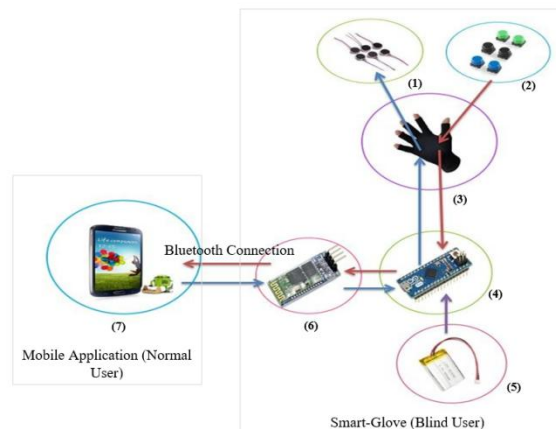 (1)
(2)
(3)
Bluetooth Connection
(4)
(7)
(6)
Mobile Application (Normal
User)
(5)
Smart-Glove (Blind User)